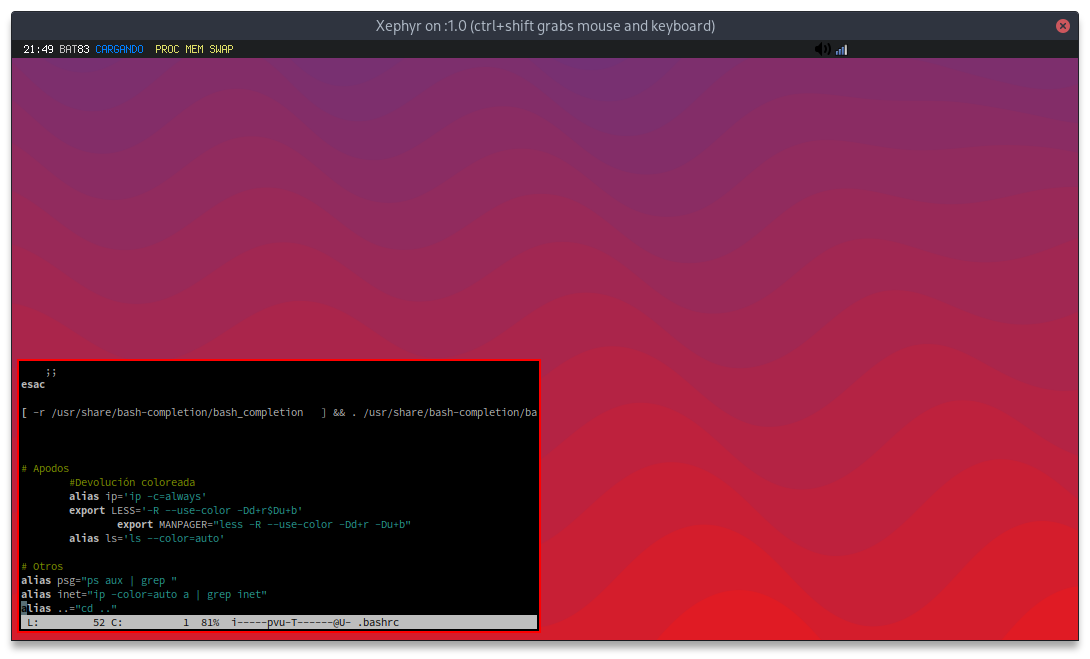 Xephyr on :1.0 (ctrl+shift grabs mouse and keyboard)
21:49 BAT83 CARGANDO PROC MEM SWAP
;;
esac
[ -r /usr/share/bash-completion/bash_completion ] && . /usr/share/bash-completion/ba
# Apodos
#Devolución coloreada
alias ip='ip -c=always'
export LESS='-R --use-color -Dd+r$Du+b'
export MANPAGER="less -R --use-color -Dd+r -Du+b"
alias ls='ls --color=auto'
# Otros
alias psg="ps aux | grep "
alias inet="ip -color=auto a | grep inet"
alias ..="cd .."
L: 52 C: 1 81% i-----pvu-T------@U- .bashrc